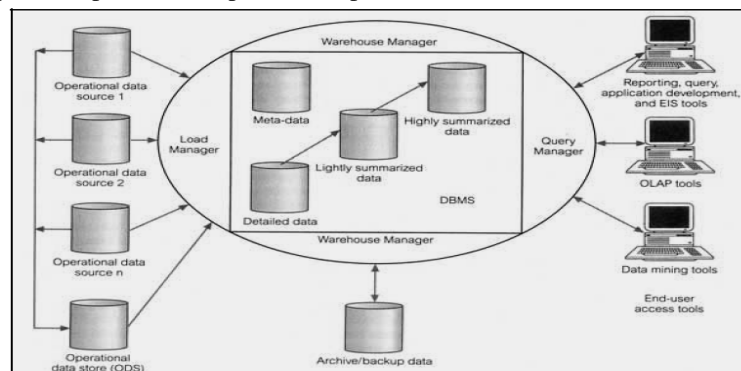 Warehouse Manager
Operational data
source 1
Meta-data
Highly summarized
data
Reporting, query,
application development,
and EIS tools
Load
Manager
Query
Manager
Operational data
source 2
Lightly summarized
data
OLAP tools
Detailed data
DBMS
Warehouse Manager
Operational data
source n
Data mining tools
End-user
access tools
Operational
data store (ODS)
Archive/backup data